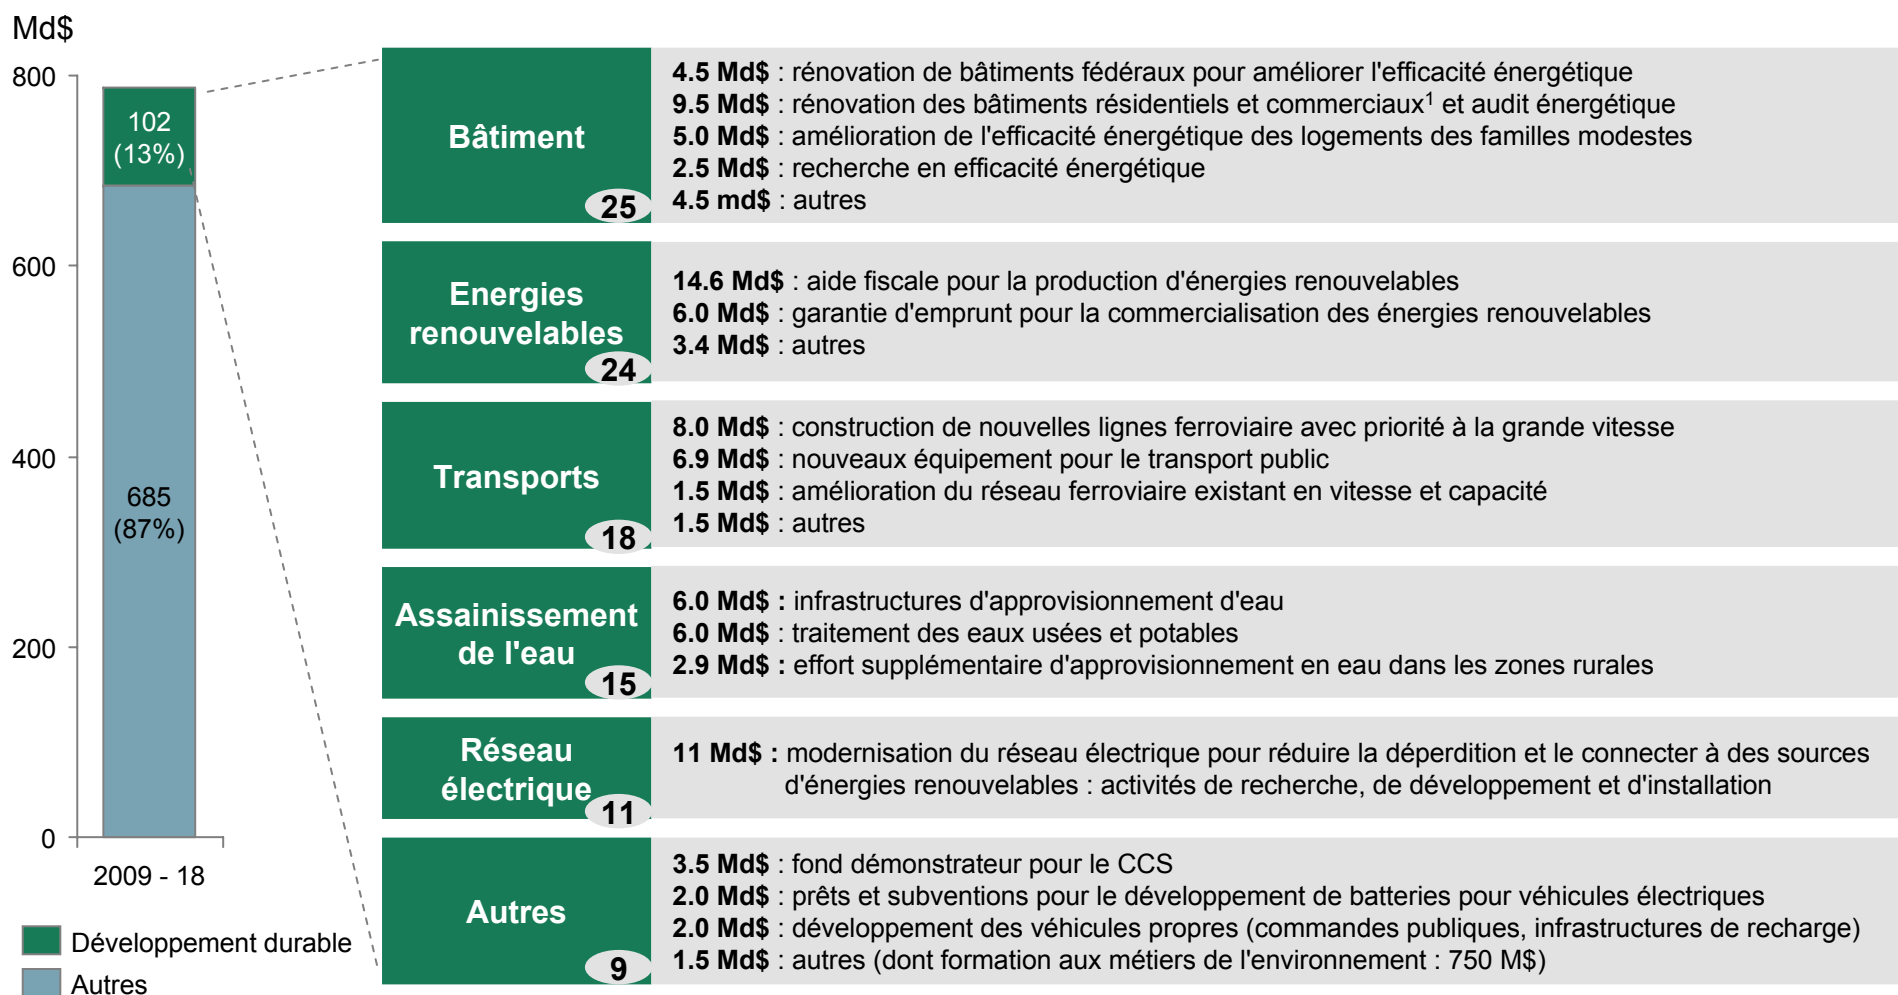 Md$
800
600
400
200
0
102
(13%)
685
(87%)
2009 - 18
Développement durable
Autres
Bâtiment
25
4.5 Md$ : rénovation de bâtiments fédéraux pour améliorer l'efficacité énergétique
9.5 Md$ : rénovation des bâtiments résidentiels et commerciaux¹ et audit énergétique
5.0 Md$ : amélioration de l'efficacité énergétique des logements des familles modestes
2.5 Md$ : recherche en efficacité énergétique
4.5 md$ : autres
Energies
renouvelables
24
14.6 Md$ : aide fiscale pour la production d'énergies renouvelables
6.0 Md$ : garantie d'emprunt pour la commercialisation des énergies renouvelables
3.4 Md$ : autres
Transports
18
8.0 Md$ : construction de nouvelles lignes ferroviaire avec priorité à la grande vitesse
6.9 Md$ : nouveaux équipement pour le transport public
1.5 Md$ : amélioration du réseau ferroviaire existant en vitesse et capacité
1.5 Md$ : autres
Assainissement
de l'eau
15
6.0 Md$ : infrastructures d'approvisionnement d'eau
6.0 Md$ : traitement des eaux usées et potables
2.9 Md$ : effort supplémentaire d'approvisionnement en eau dans les zones rurales
Réseau
électrique
11
11 Md$ : modernisation du réseau électrique pour réduire la déperdition et le connecter à des sources
d'énergies renouvelables : activités de recherche, de développement et d'installation
Autres
9
3.5 Md$ : fond démonstrateur pour le CCS
2.0 Md$ : prêts et subventions pour le développement de batteries pour véhicules électriques
2.0 Md$ : développement des véhicules propres (commandes publiques, infrastructures de recharge)
1.5 Md$ : autres (dont formation aux métiers de l'environnement : 750 M$)